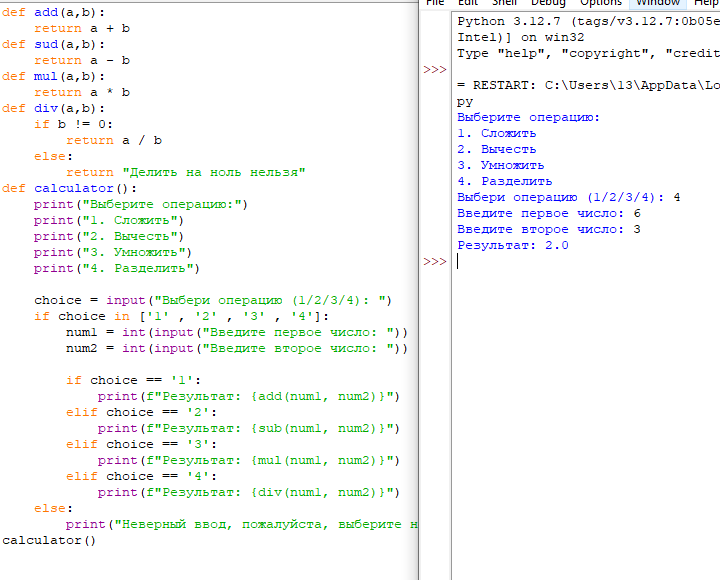 def add(a,b):
    return a + b
def sud(a,b):
    return a - b
def mul(a,b):
    return a * b
def div(a,b):
    if b != 0:
        return a / b
    else:
        return "Делить на ноль нельзя"
def calculator():
    print("Выберите операцию:")
    print("1. Сложить")
    print("2. Вычесть")
    print("3. Умножить")
    print("4. Разделить")
    choice = input("Выбери операцию (1/2/3/4): ")
    if choice in ['1' , '2' , '3' , '4']:
        num1 = int(input("Введите первое число: "))
        num2 = int(input("Введите второе число: "))
        if choice == '1':
            print(f"Результат: {add(num1, num2)}")
        elif choice == '2':
            print(f"Результат: {sub(num1, num2)}")
        elif choice == '3':
            print(f"Результат: {mul(num1, num2)}")
        elif choice == '4':
            print(f"Результат: {div(num1, num2)}")
    else:
        print("Неверный ввод, пожалуйста, выберите н
calculator()
File Edit Shell Debug Options Window Help
Python 3.12.7 (tags/v3.12.7:0b05e
Intel)] on win32
Type "help", "copyright", "credit
>>>
= RESTART: C:\Users\13\AppData\Lo
py
Выберите операцию:
1. Сложить
2. Вычесть
3. Умножить
4. Разделить
Выбери операцию (1/2/3/4): 4
Введите первое число: 6
Введите второе число: 3
Результат: 2.0
>>>